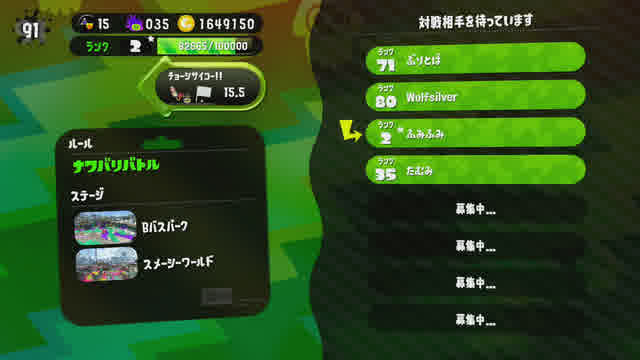 91
15
035
1649150
ランク 2★ 82065/100000
チョーシサイコー!!
15.5
ルール
ナワバリバトル
ステージ
Bバスパーク
スメーシーワールド
対戦相手を待っています
ランク 71 ぷりとば
ランク 80 Wolfsilver
ランク 2★ ふみふみ
ランク 35 たむみ
募集中...
募集中...
募集中...
募集中...